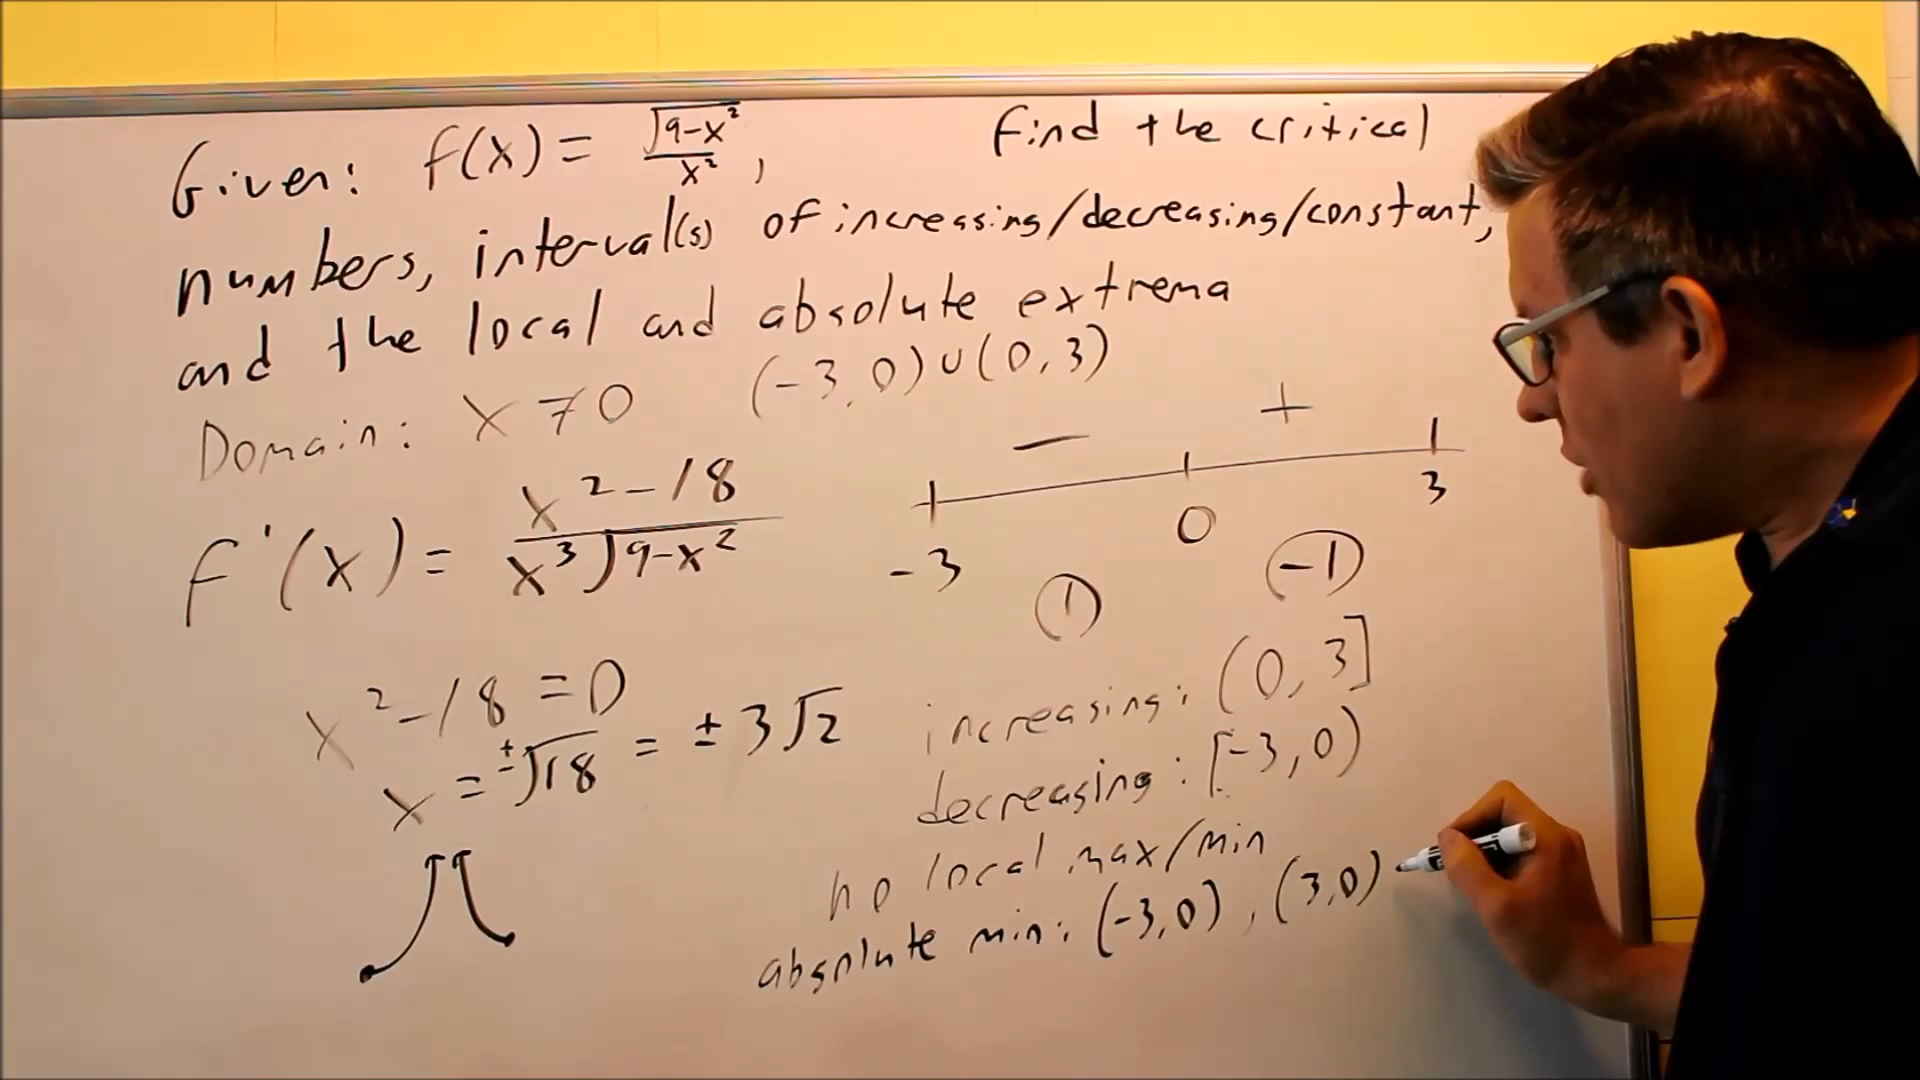 Given: f(x) = √(9-x²)/x², find the critical
numbers, interval(s) of increasing/decreasing/constant,
and the local and absolute extrema
Domain: x ≠ 0 (-3,0)∪(0,3)
f'(x) = (x²-18)/(x³√(9-x²))
— +
-3 0 3
① (-1)
x²-18 = 0
x = ±√18 = ±3√2
increasing: (0,3]
decreasing: [-3,0)
no local max/min
absolute min: (-3,0), (3,0)